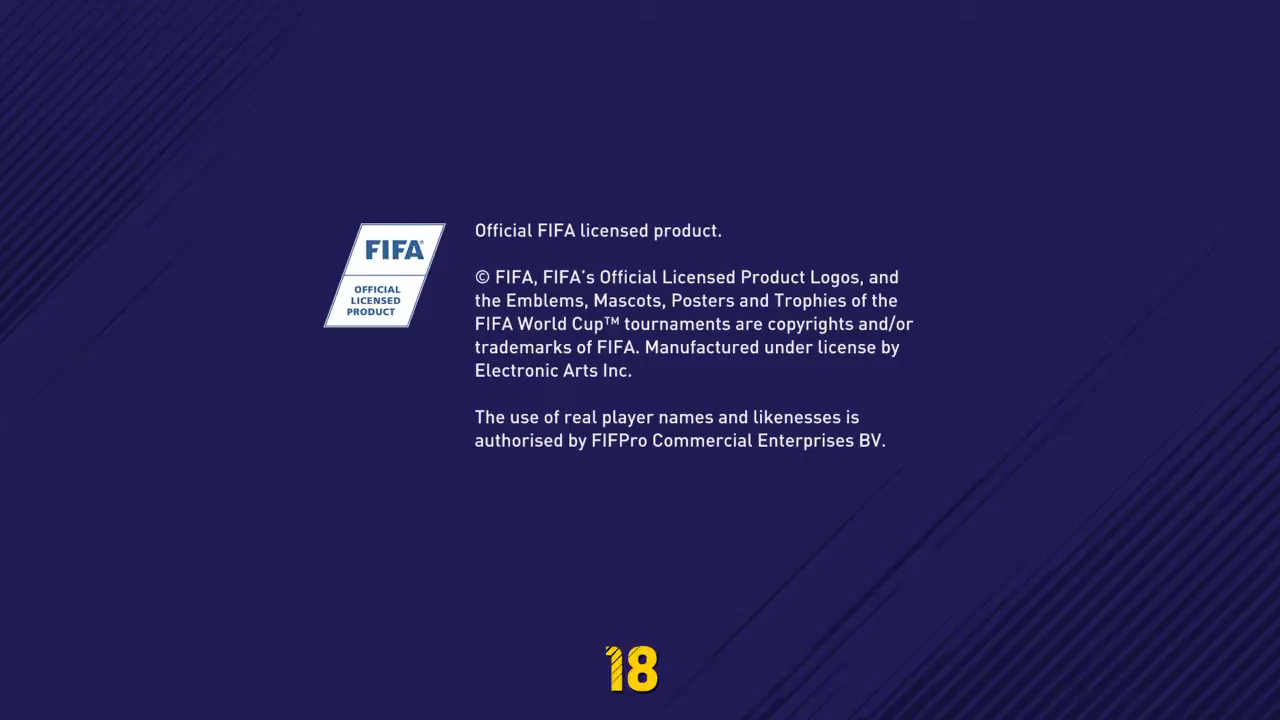 FIFA®
OFFICIAL
LICENSED
PRODUCT
Official FIFA licensed product.
© FIFA, FIFA's Official Licensed Product Logos, and
the Emblems, Mascots, Posters and Trophies of the
FIFA World Cup™ tournaments are copyrights and/or
trademarks of FIFA. Manufactured under license by
Electronic Arts Inc.
The use of real player names and likenesses is
authorised by FIFPro Commercial Enterprises BV.
18